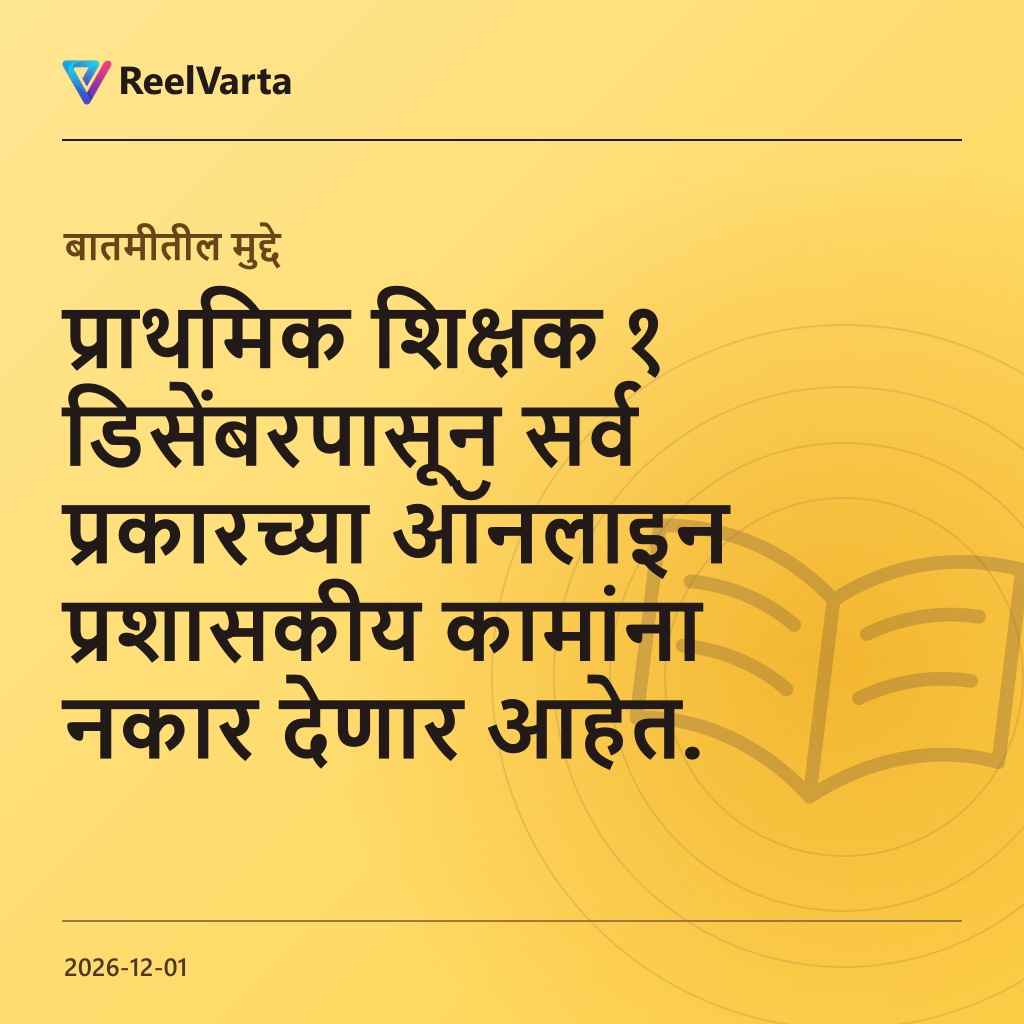 ReelVarta
बातमीतील मुद्दे
प्राथमिक शिक्षक १
डिसेंबरपासून सर्व
प्रकारच्या ऑनलाइन
प्रशासकीय कामांना
नकार देणार आहेत.
2026-12-01